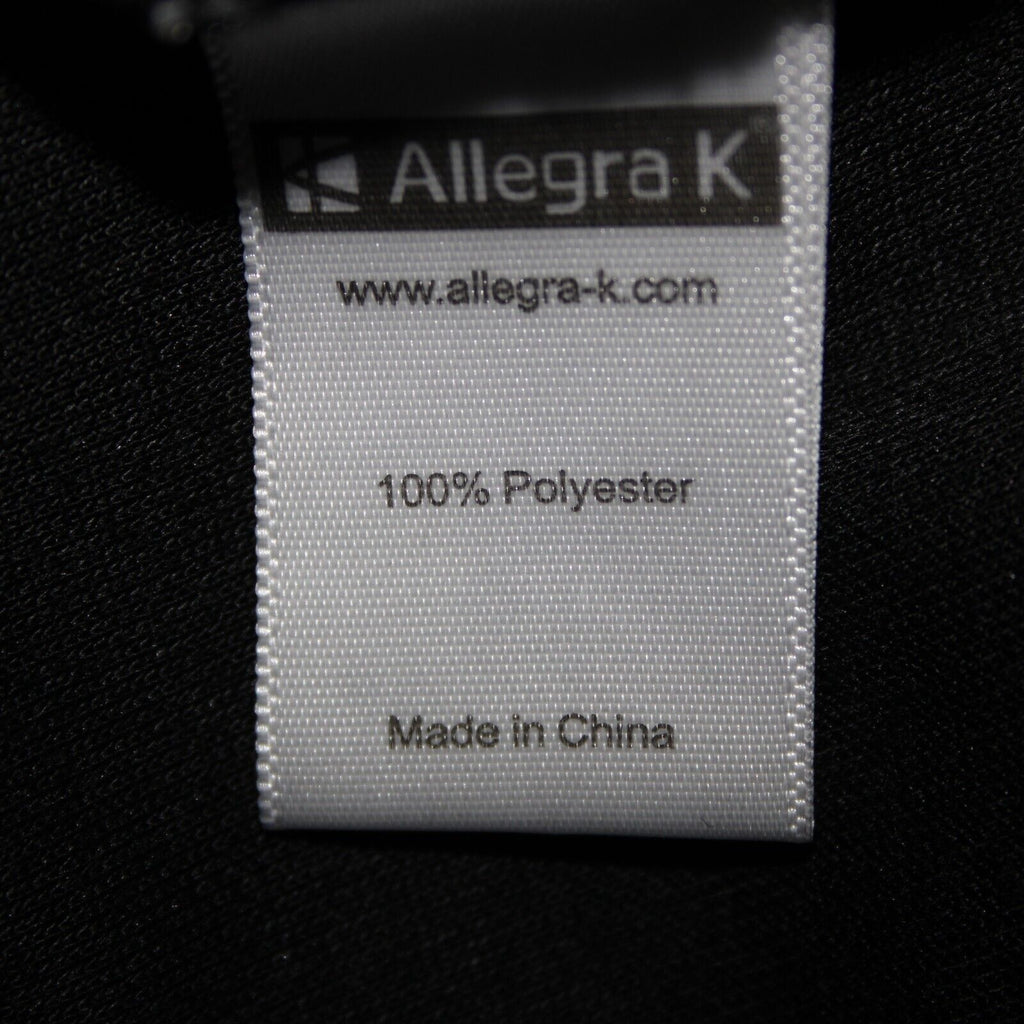 Allegra K
www.allegra-k.com
100% Polyester
Made in China